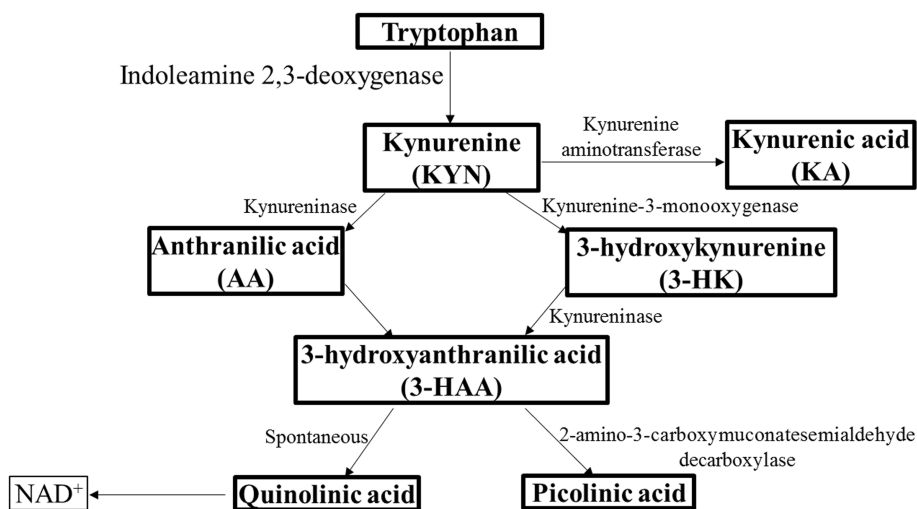 Tryptophan
Indoleamine 2,3-deoxygenase
Kynurenine
(KYN)
Kynurenine
aminotransferase
Kynurenic acid
(KA)
Kynureninase
Kynurenine-3-monooxygenase
Anthranilic acid
(AA)
3-hydroxykynurenine
(3-HK)
Kynureninase
3-hydroxyanthranilic acid
(3-HAA)
Spontaneous
2-amino-3-carboxymuconatesemialdehyde
decarboxylase
NAD⁺
Quinolinic acid
Picolinic acid